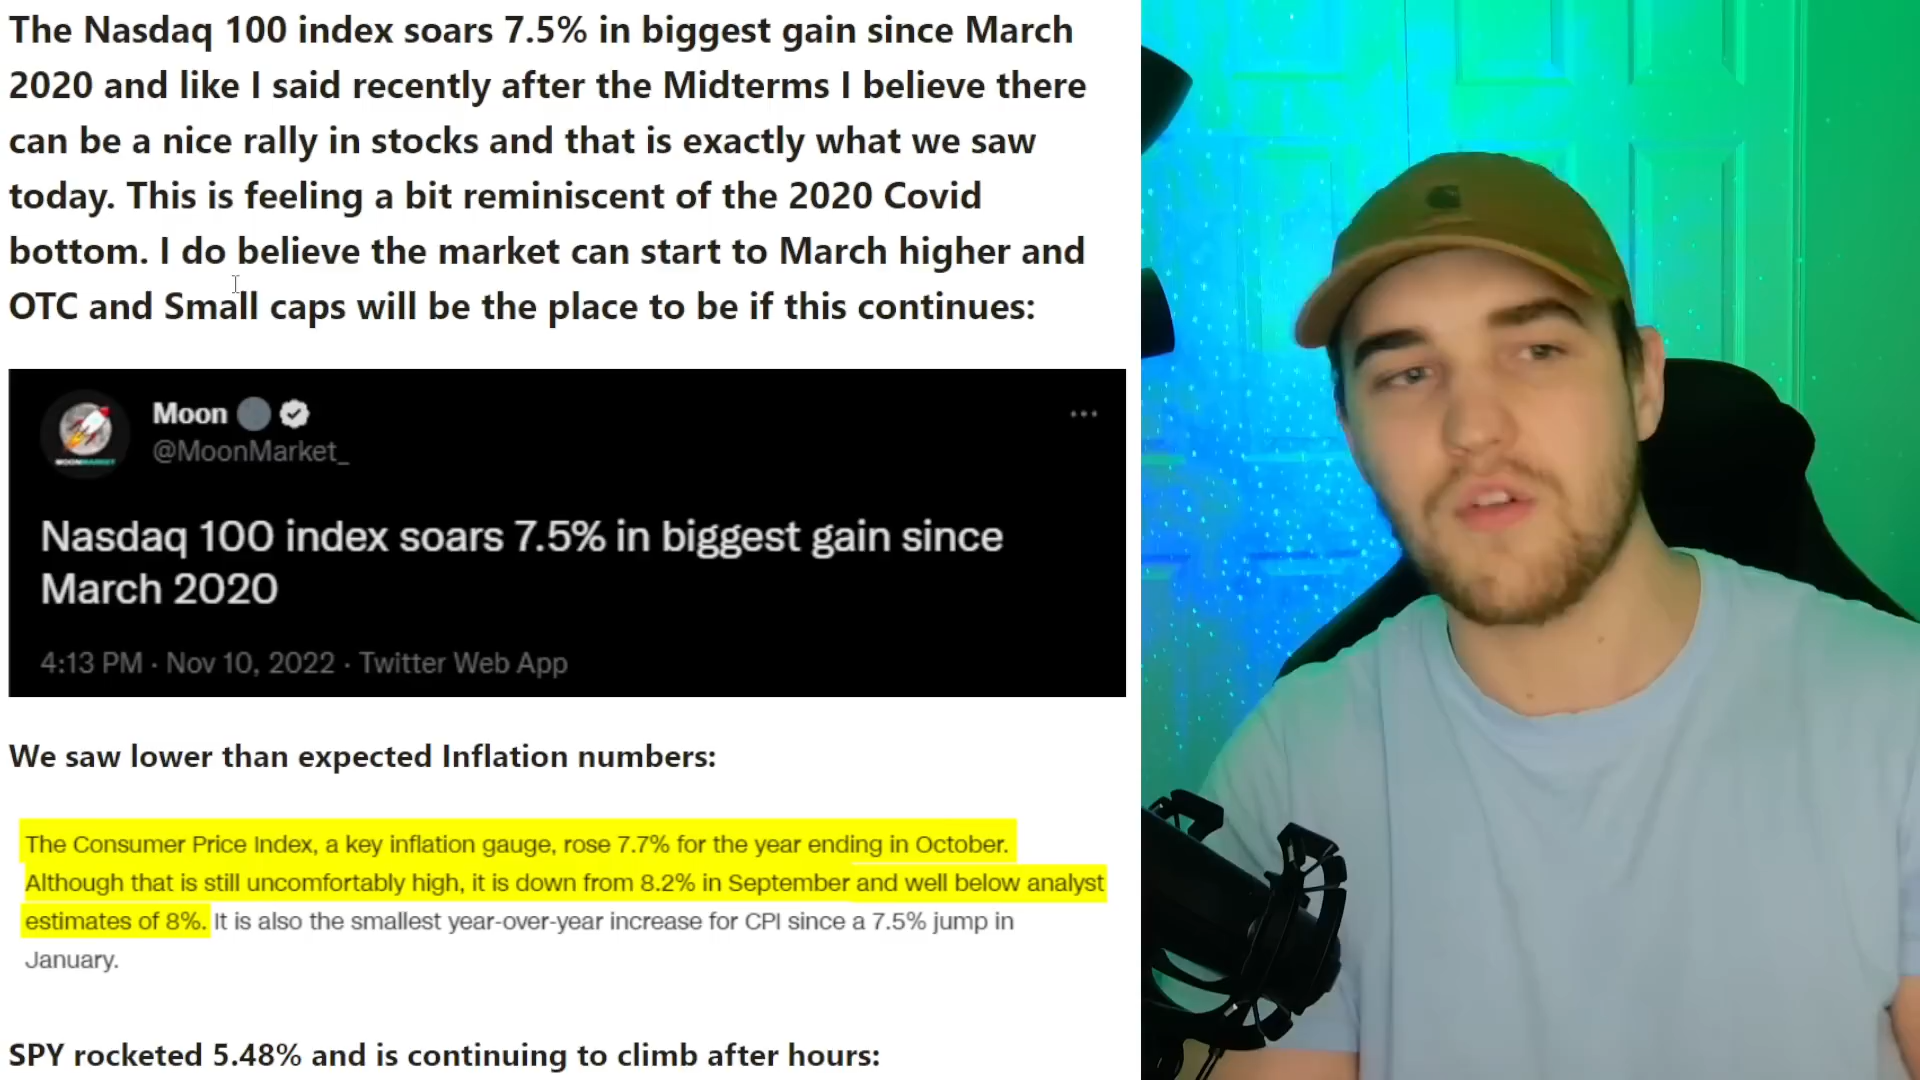 The Nasdaq 100 index soars 7.5% in biggest gain since March
2020 and like I said recently after the Midterms I believe there
can be a nice rally in stocks and that is exactly what we saw
today. This is feeling a bit reminiscent of the 2020 Covid
bottom. I do believe the market can start to March higher and
OTC and Small caps will be the place to be if this continues:
Moon
@MoonMarket_
MOONMARKET
Nasdaq 100 index soars 7.5% in biggest gain since
March 2020
4:13 PM · Nov 10, 2022 · Twitter Web App
We saw lower than expected Inflation numbers:
The Consumer Price Index, a key inflation gauge, rose 7.7% for the year ending in October.
Although that is still uncomfortably high, it is down from 8.2% in September and well below analyst
estimates of 8%. It is also the smallest year-over-year increase for CPI since a 7.5% jump in
January.
SPY rocketed 5.48% and is continuing to climb after hours: